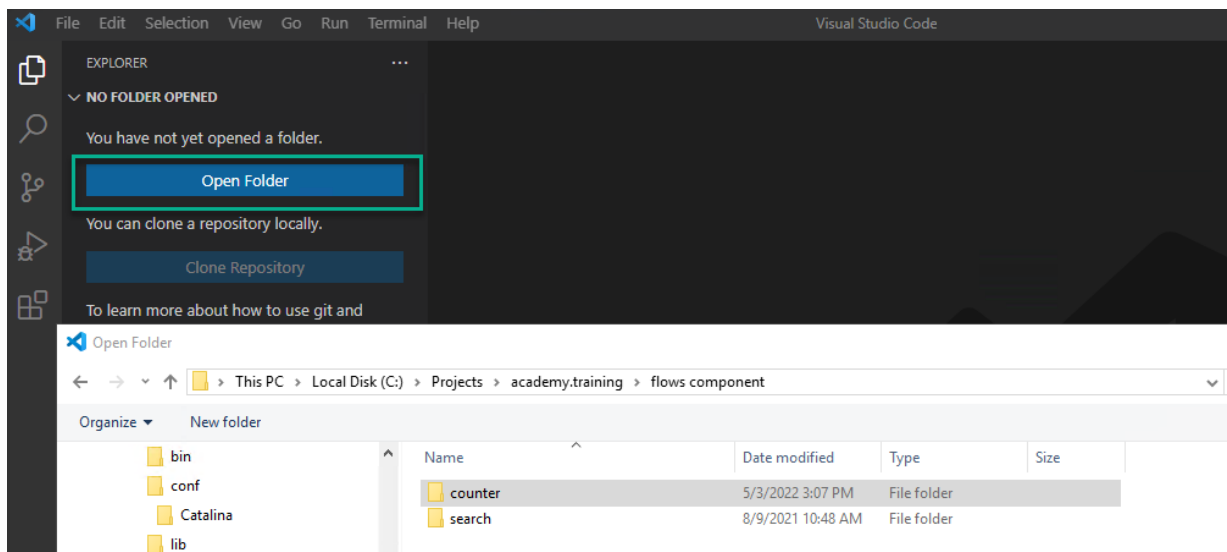 File Edit Selection View Go Run Terminal Help Visual Studio Code
EXPLORER ...
NO FOLDER OPENED
You have not yet opened a folder.
Open Folder
You can clone a repository locally.
Clone Repository
To learn more about how to use git and
Open Folder
This PC > Local Disk (C:) > Projects > academy.training > flows component
Organize New folder
bin
conf
Catalina
lib
Name Date modified Type Size
counter 5/3/2022 3:07 PM File folder
search 8/9/2021 10:48 AM File folder